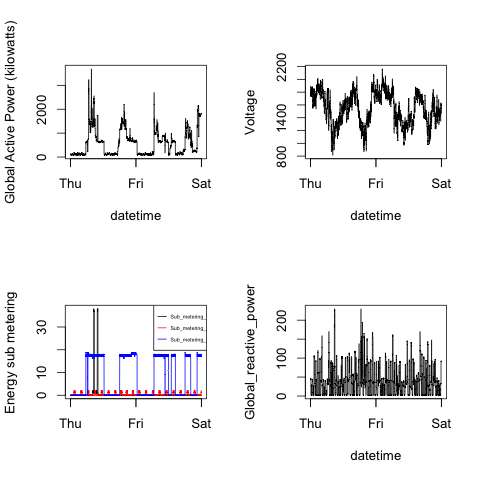 Global Active Power (kilowatts)
0 2000
Thu Fri Sat
datetime
Voltage
800 1400 2200
Thu Fri Sat
datetime
Energy sub metering
0 10 30
Sub_metering_
Sub_metering_
Sub_metering_
Thu Fri Sat
Global_reactive_power
0 100 200
Thu Fri Sat
datetime